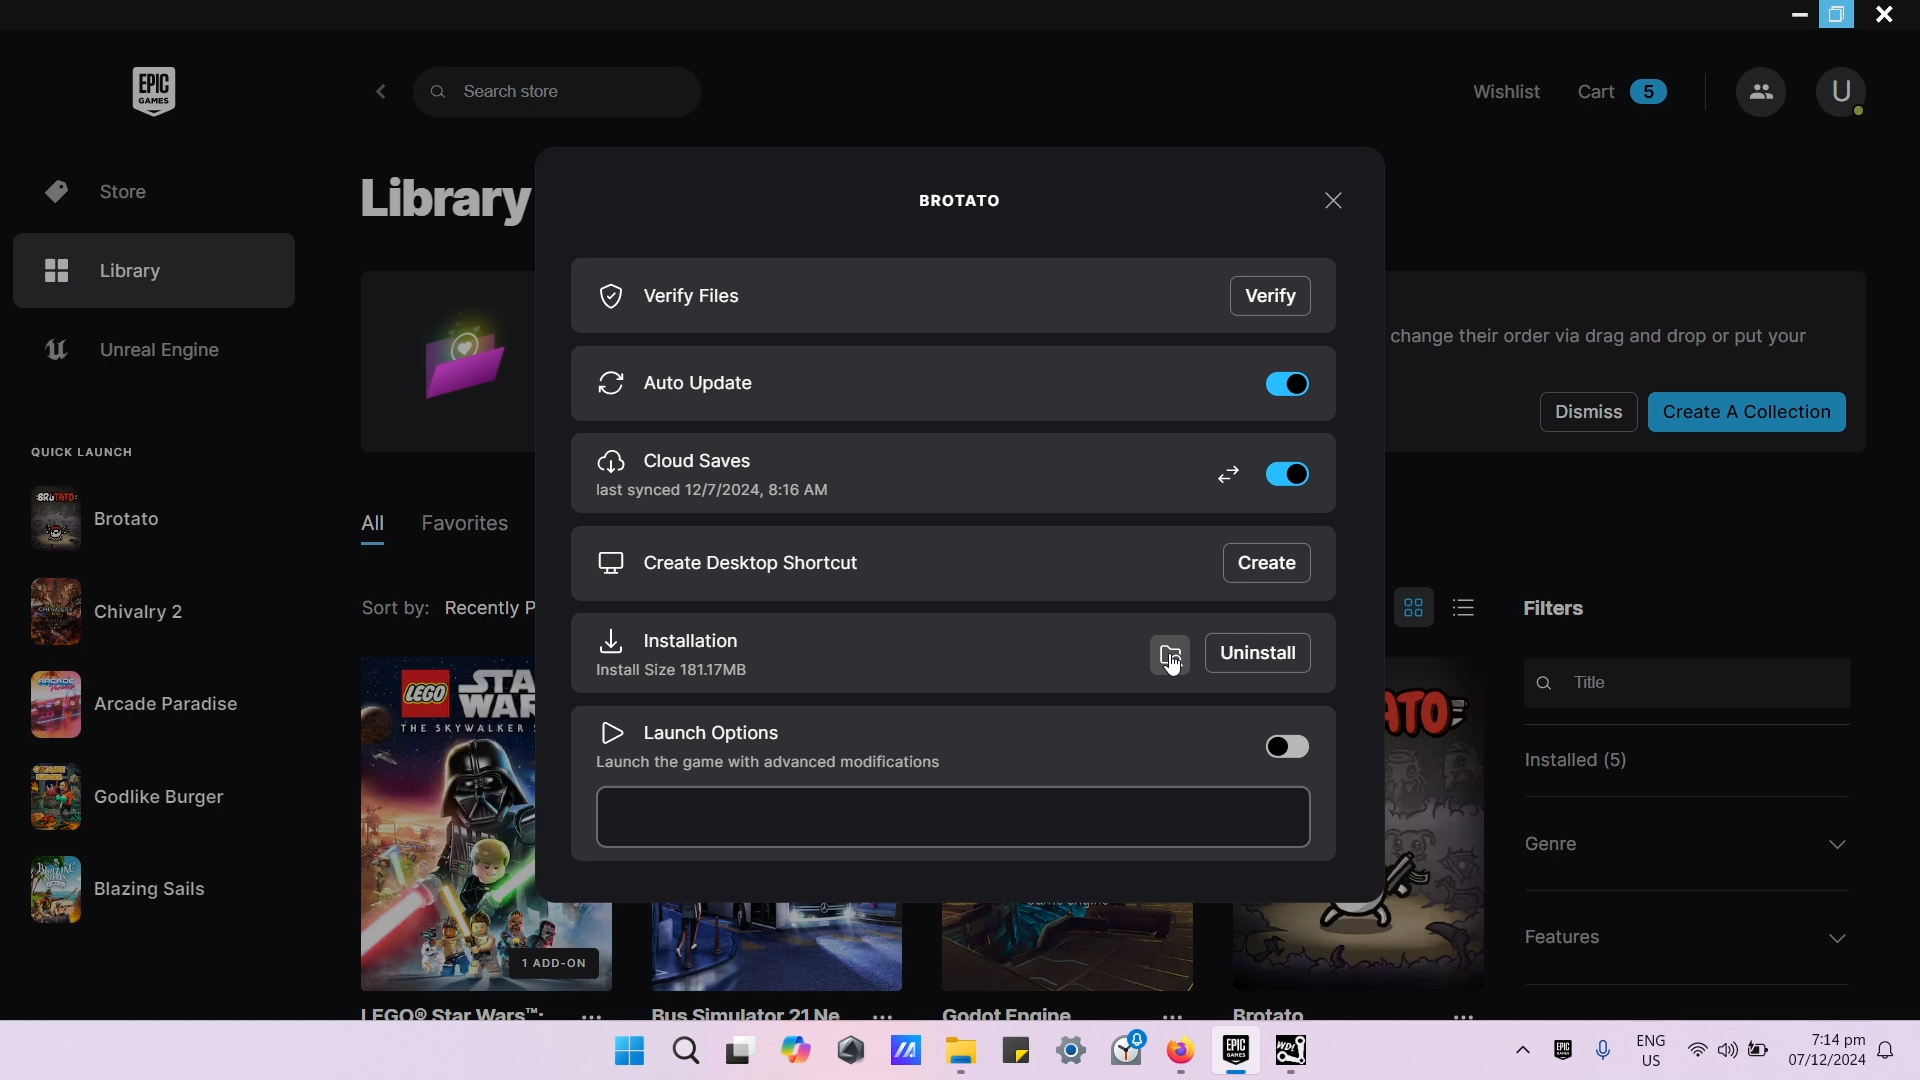 EPIC
GAMES
Search store
Wishlist
Cart
5
U
Store
Library
Unreal Engine
QUICK LAUNCH
Brotato
Chivalry 2
Arcade Paradise
Godlike Burger
Blazing Sails
Library
change their order via drag and drop or put your
Dismiss
Create A Collection
All
Favorites
Sort by: Recently P
BROTATO
Verify Files
Verify
Auto Update
Cloud Saves
last synced 12/7/2024, 8:16 AM
Create Desktop Shortcut
Create
Installation
Install Size 181.17MB
Uninstall
Launch Options
Launch the game with advanced modifications
Filters
Title
Installed (5)
Genre
Features
LEGO
STA
WAR
THE SKYWALKER
1 ADD-ON
LEGO® Star Wars™:
Bus Simulator 21 Ne
Godot Engine
Brotato
ENG
US
7:14 pm
07/12/2024